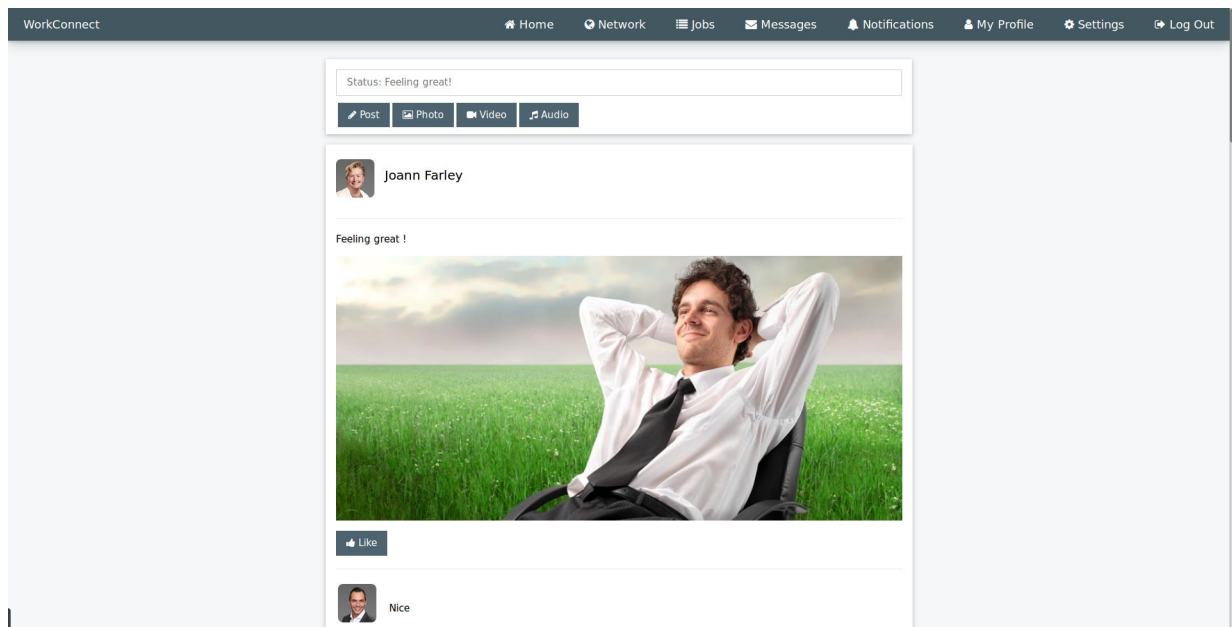 WorkConnect Home Network Jobs Messages Notifications My Profile Settings Log Out
Status: Feeling great!
Post Photo Video Audio
Joann Farley
Feeling great !
Like
Nice